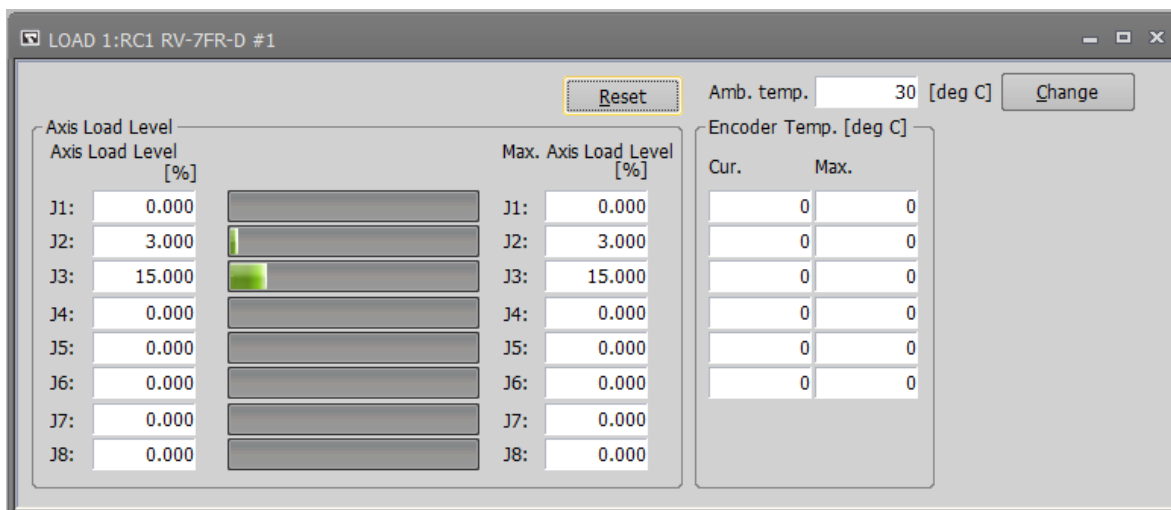 LOAD 1:RC1 RV-7FR-D #1
Reset Amb. temp. 30 [deg C] Change
Axis Load Level Encoder Temp. [deg C]
Axis Load Level [%] Max. Axis Load Level [%] Cur. Max.
J1: 0.000 J1: 0.000 0 0
J2: 3.000 J2: 3.000 0 0
J3: 15.000 J3: 15.000 0 0
J4: 0.000 J4: 0.000 0 0
J5: 0.000 J5: 0.000 0 0
J6: 0.000 J6: 0.000 0 0
J7: 0.000 J7: 0.000
J8: 0.000 J8: 0.000